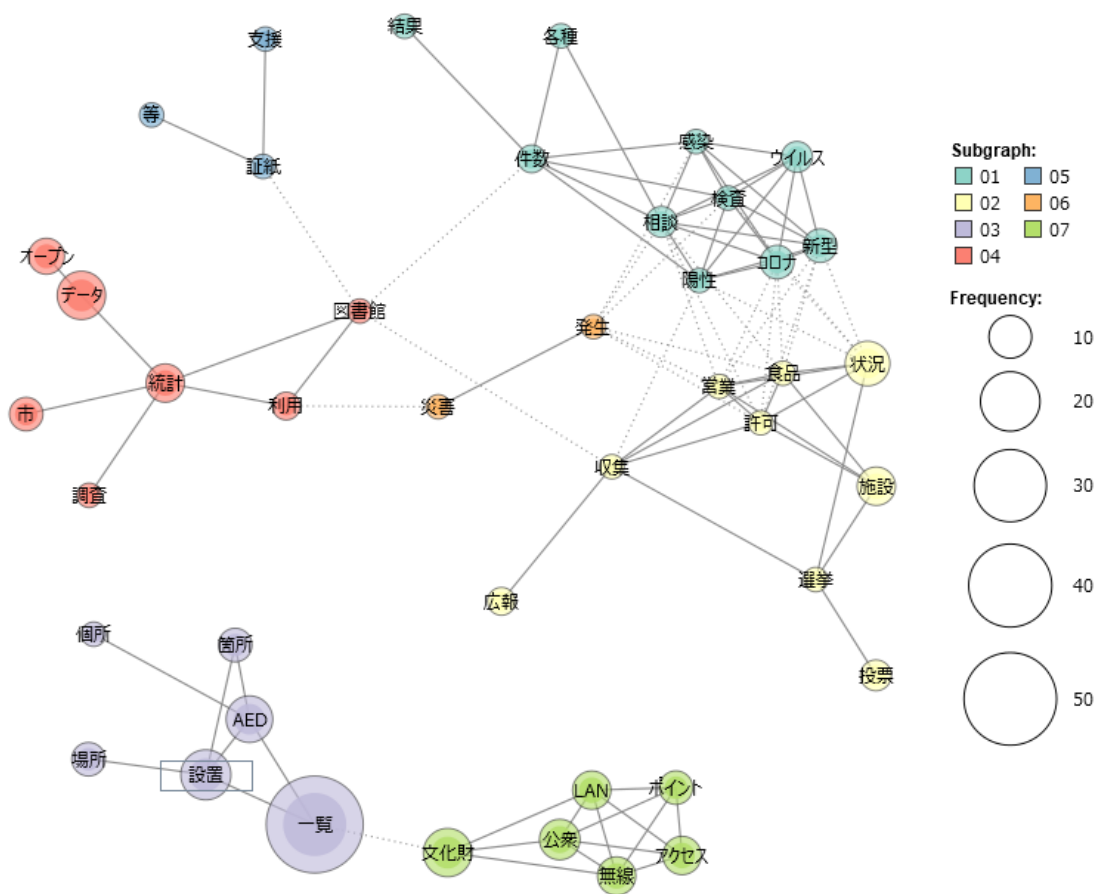 結果
各種
支援
等
証紙
件数
感染
ウイルス
検査
相談
新型
コロナ
陽性
オープン
データ
図書館
発生
統計
利用
災害
市
調査
状況
食品
営業
許可
収集
施設
選挙
広報
投票
個所
箇所
AED
場所
設置
一覧
文化財
LAN
ポイント
公衆
アクセス
無線
Subgraph:
01 05
02 06
03 07
04
Frequency:
10
20
30
40
50